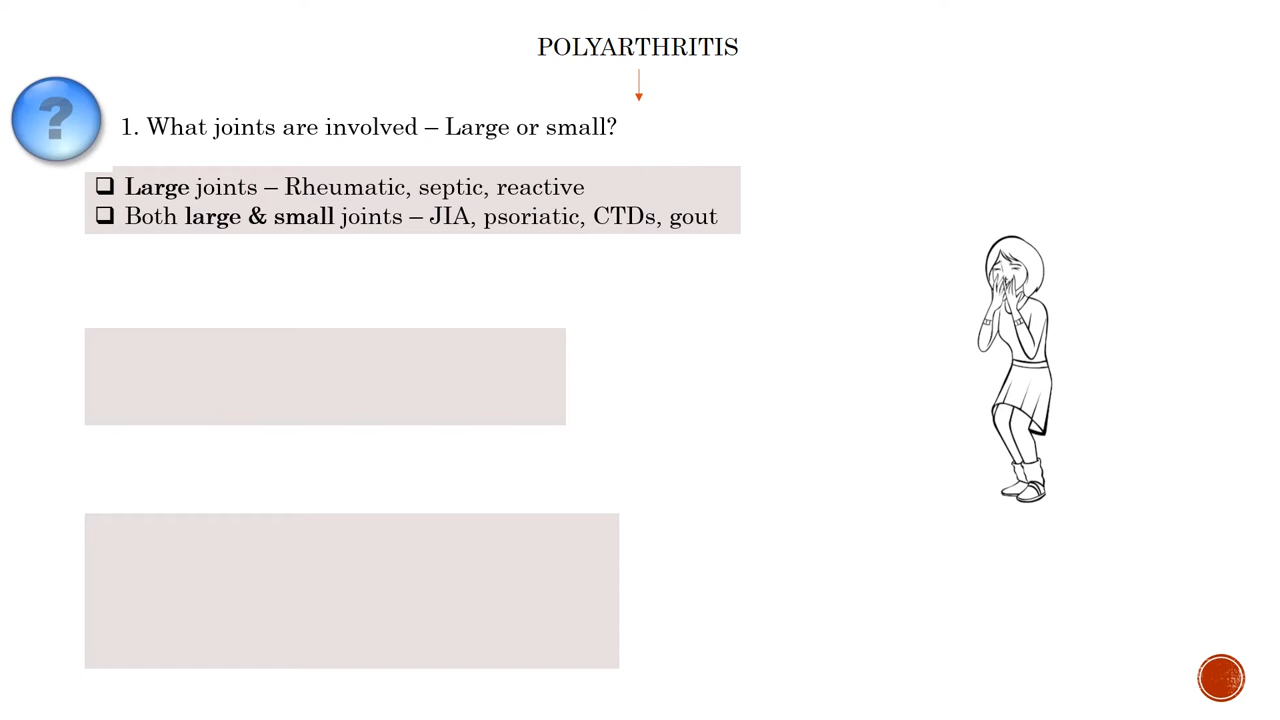 POLYARTHRITIS
?
1. What joints are involved – Large or small?
❑ Large joints – Rheumatic, septic, reactive
❑ Both large & small joints – JIA, psoriatic, CTDs, gout